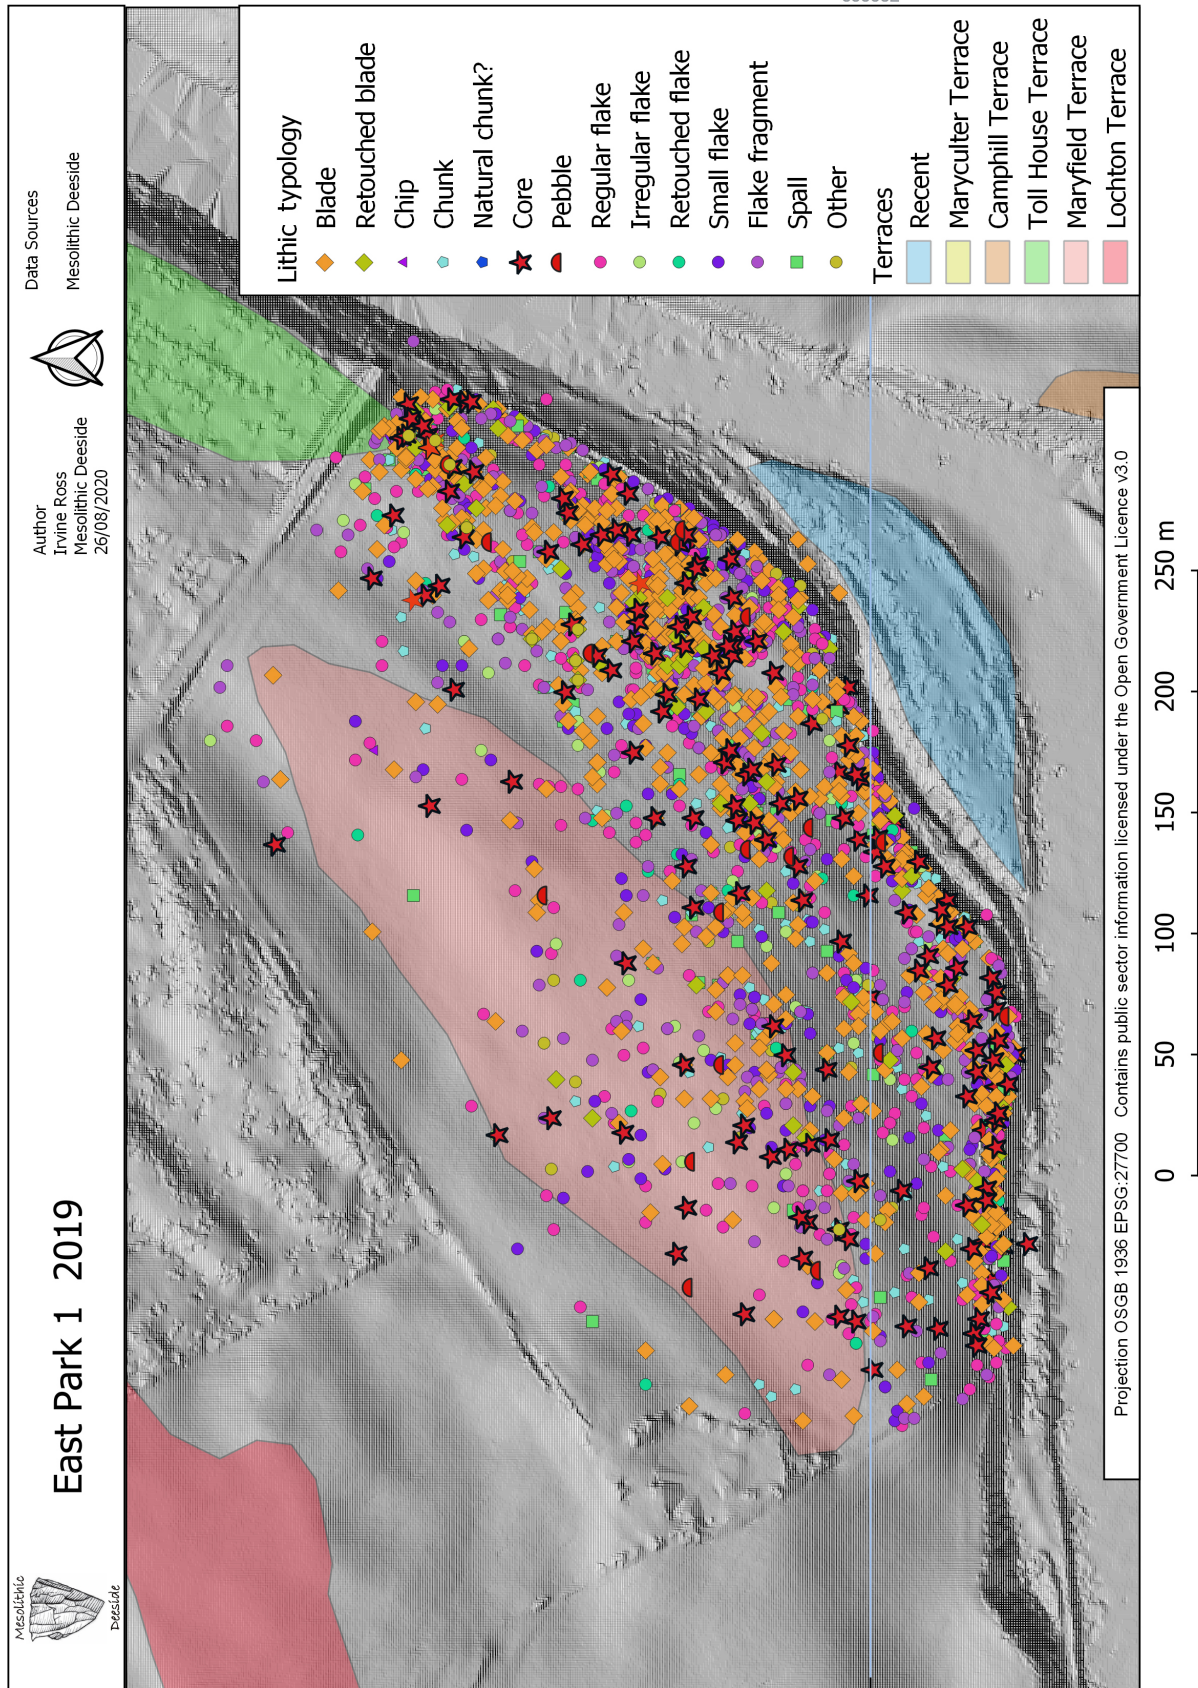 Mesolithic
Deeside
East Park 1 2019
Author
Irvine Ross
Mesolithic Deeside
26/08/2020
Data Sources
Mesolithic Deeside
Lithic typology
Blade
Retouched blade
Chip
Chunk
Natural chunk?
Core
Pebble
Regular flake
Irregular flake
Retouched flake
Small flake
Flake fragment
Spall
Other
Terraces
Recent
Maryculter Terrace
Camphill Terrace
Toll House Terrace
Maryfield Terrace
Lochton Terrace
Projection OSGB 1936 EPSG:27700 Contains public sector information licensed under the Open Government Licence v3.0
0 50 100 150 200 250 m